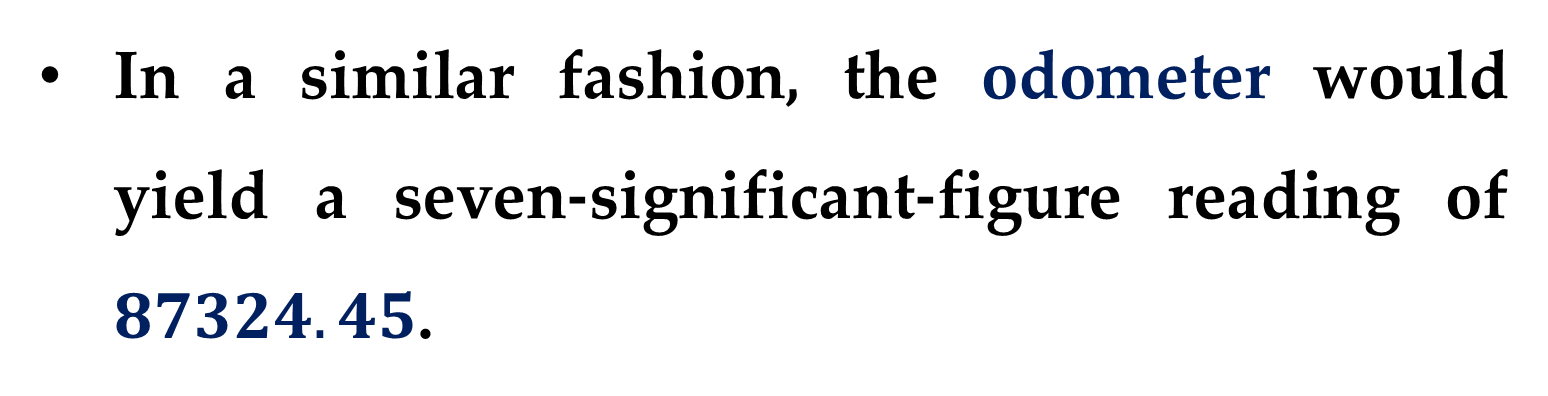 • In a similar fashion, the odometer would
yield a seven-significant-figure reading of
87324.45.